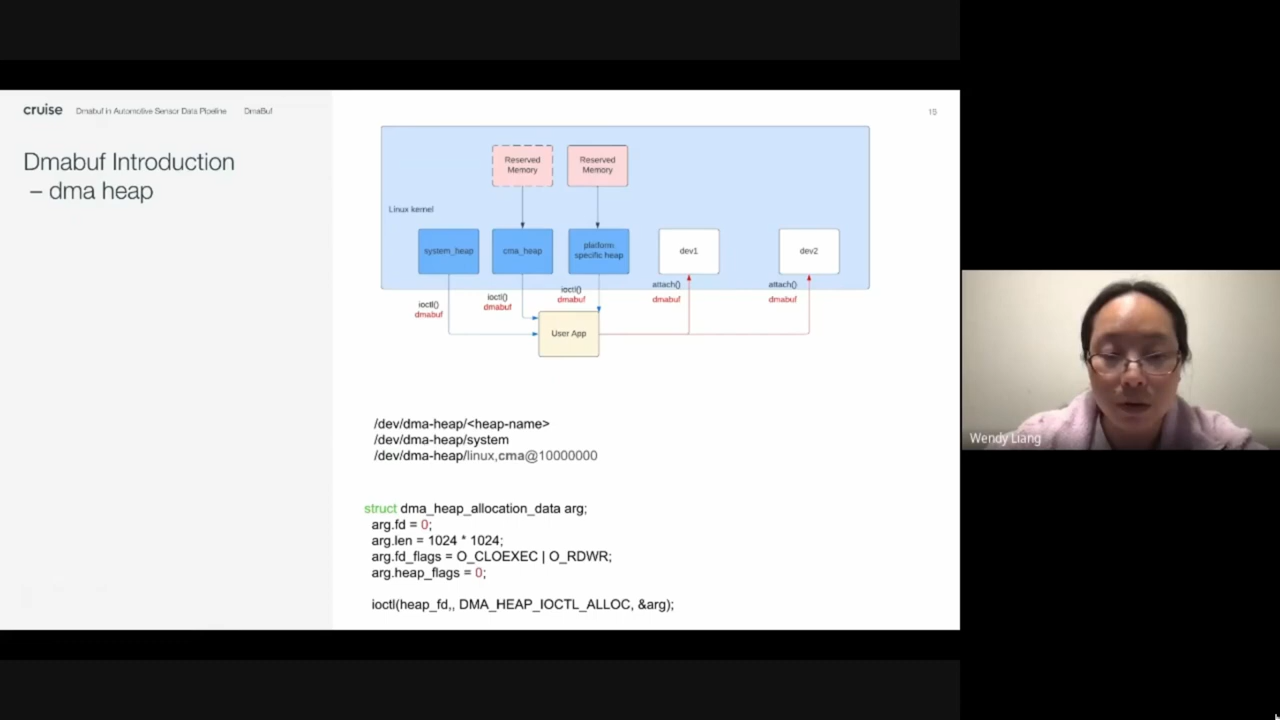 cruise Dmabuf in Automotive Sensor Data Pipeline DmaBuf
15
Dmabuf Introduction
– dma heap
Reserved
Memory
Reserved
Memory
Linux kernel
system_heap
cma_heap
platform
specific heap
dev1
dev2
ioctl()
dmabuf
ioctl()
dmabuf
ioctl()
dmabuf
attach()
dmabuf
attach()
dmabuf
User App
/dev/dma-heap/<heap-name>
/dev/dma-heap/system
/dev/dma-heap/linux,cma@10000000
struct dma_heap_allocation_data arg;
arg.fd = 0;
arg.len = 1024 * 1024;
arg.fd_flags = O_CLOEXEC | O_RDWR;
arg.heap_flags = 0;
ioctl(heap_fd,, DMA_HEAP_IOCTL_ALLOC, &arg);
Wendy Liang